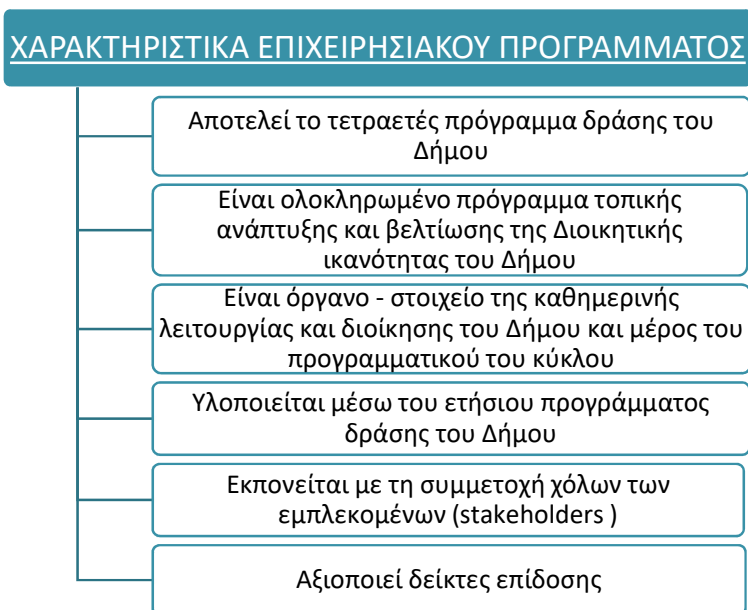 ΧΑΡΑΚΤΗΡΙΣΤΙΚΑ ΕΠΙΧΕΙΡΗΣΙΑΚΟΥ ΠΡΟΓΡΑΜΜΑΤΟΣ
Αποτελεί το τετραετές πρόγραμμα δράσης του
Δήμου
Είναι ολοκληρωμένο πρόγραμμα τοπικής
ανάπτυξης και βελτίωσης της Διοικητικής
ικανότητας του Δήμου
Είναι όργανο - στοιχείο της καθημερινής
λειτουργίας και διοίκησης του Δήμου και μέρος του
προγραμματικού του κύκλου
Υλοποιείται μέσω του ετήσιου προγράμματος
δράσης του Δήμου
Εκπονείται με τη συμμετοχή χόλων των
εμπλεκομένων (stakeholders )
Αξιοποιεί δείκτες επίδοσης